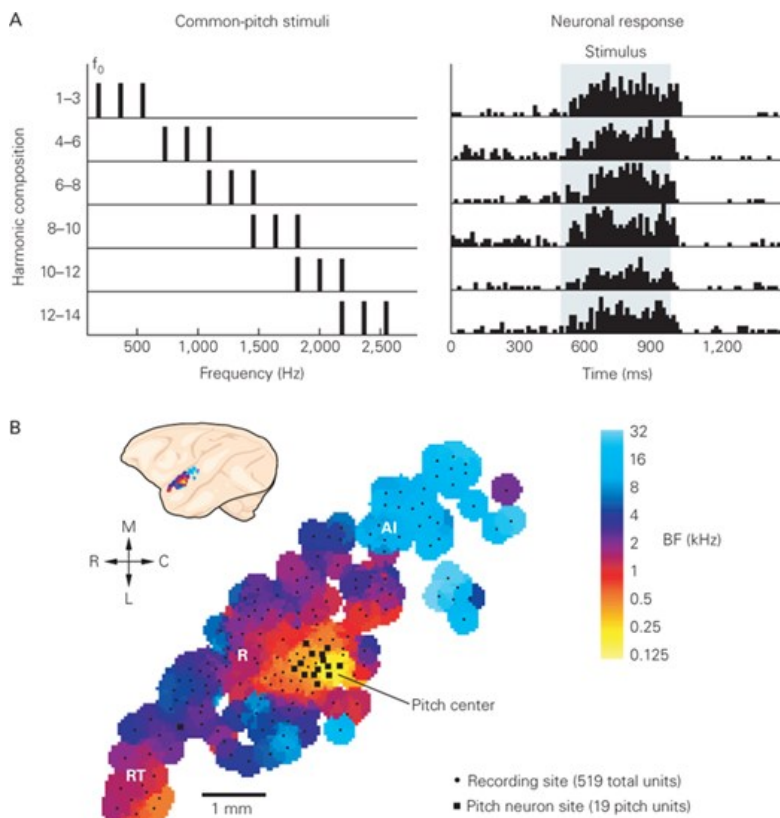 A
Common-pitch stimuli
Neuronal response
Stimulus
f0
Harmonic composition
1–3
4–6
6–8
8–10
10–12
12–14
500 1,000 1,500 2,000 2,500
Frequency (Hz)
0 300 600 900 1,200
Time (ms)
B
M
R C
L
AI
R
RT
Pitch center
1 mm
32
16
8
4
2
1
0.5
0.25
0.125
BF (kHz)
Recording site (519 total units)
Pitch neuron site (19 pitch units)